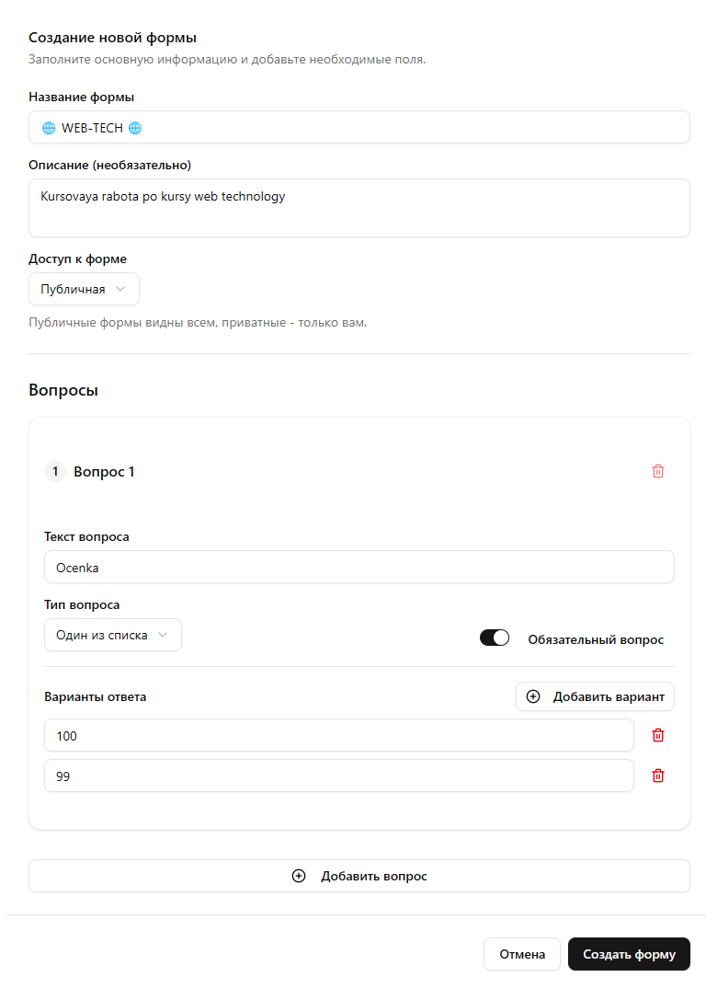 Создание новой формы
Заполните основную информацию и добавьте необходимые поля.
Название формы
🌐 WEB-TECH 🌐
Описание (необязательно)
Kursovaya rabota po kursy web technology
Доступ к форме
Публичная
Публичные формы видны всем, приватные - только вам.
Вопросы
1 Вопрос 1
Текст вопроса
Ocenka
Тип вопроса
Один из списка Обязательный вопрос
Варианты ответа Добавить вариант
100
99
Добавить вопрос
Отмена Создать форму